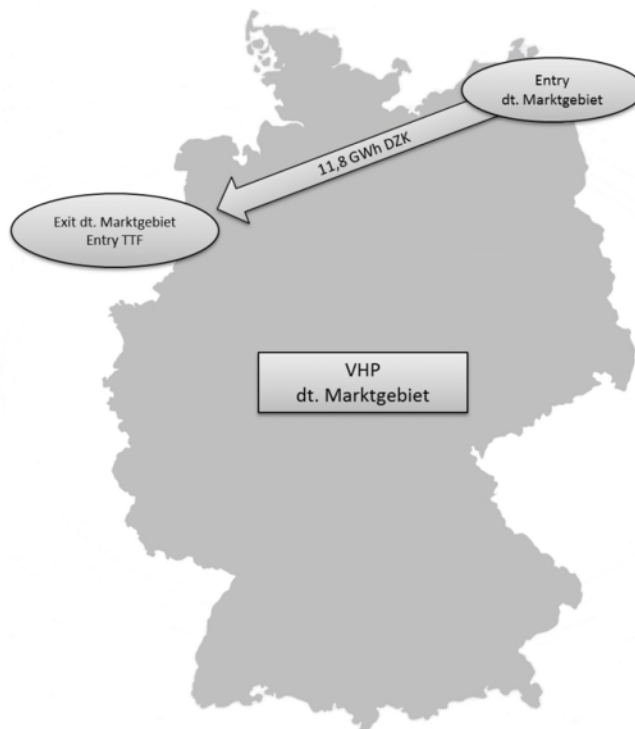 Entry
dt. Marktgebiet
11,8 GWh DZK
Exit dt. Marktgebiet
Entry TTF
VHP
dt. Marktgebiet